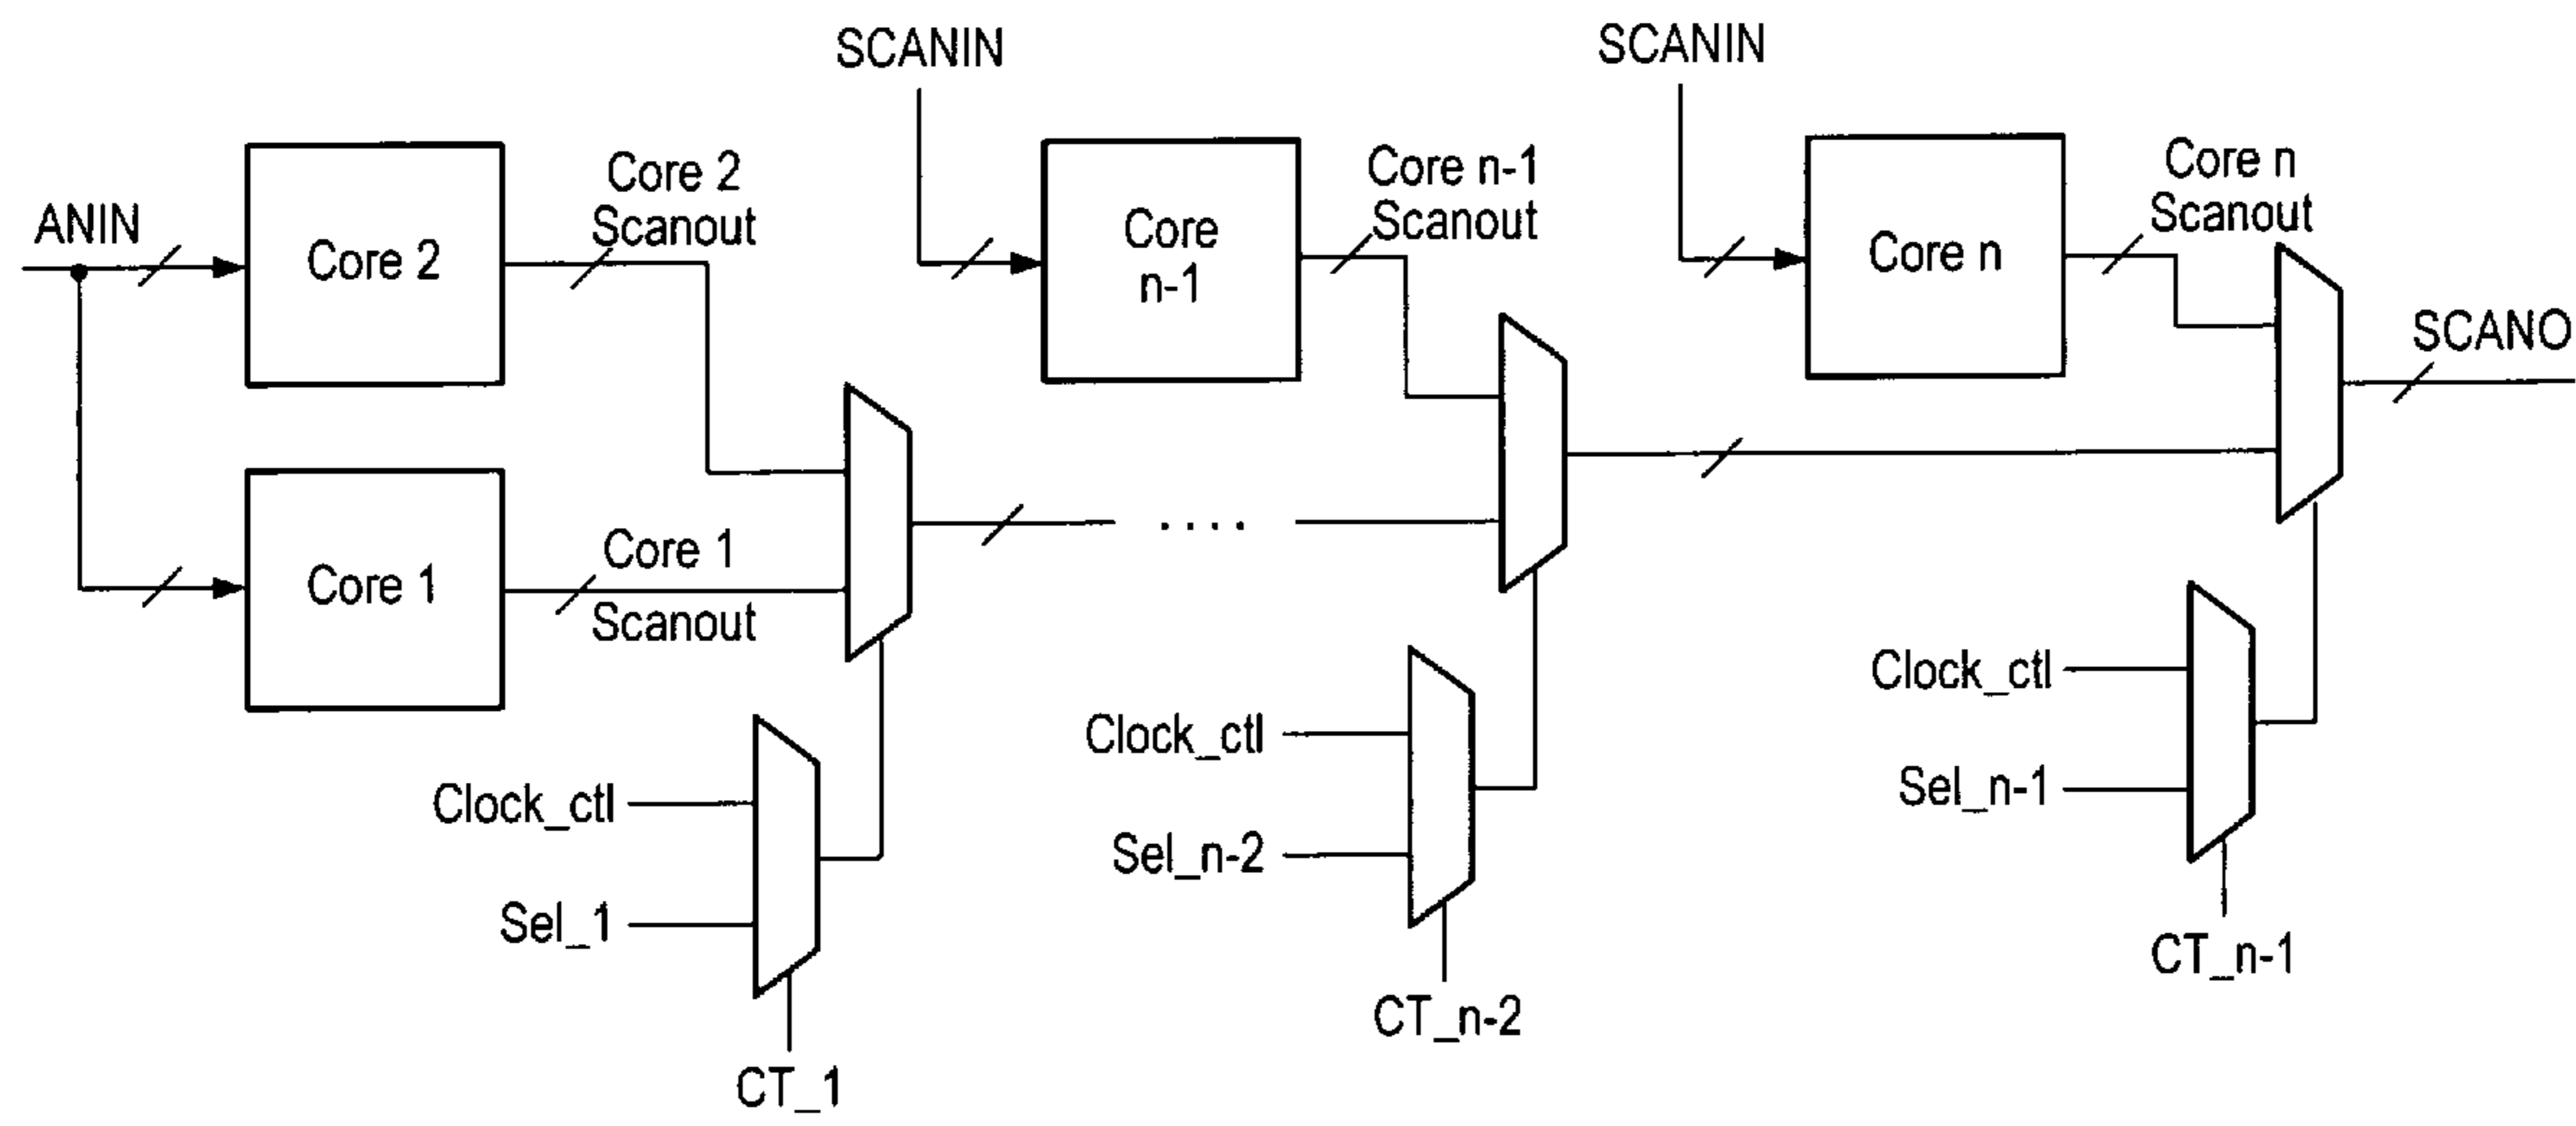 SCANIN
SCANIN
ANIN
Core 2
Core 2
Scanout
Core
n-1
Core n-1
Scanout
Core n
Core n
Scanout
SCANO
Core 1
Core 1
Scanout
. . . .
Clock_ctl
Sel_1
CT_1
Clock_ctl
Sel_n-2
CT_n-2
Clock_ctl
Sel_n-1
CT_n-1